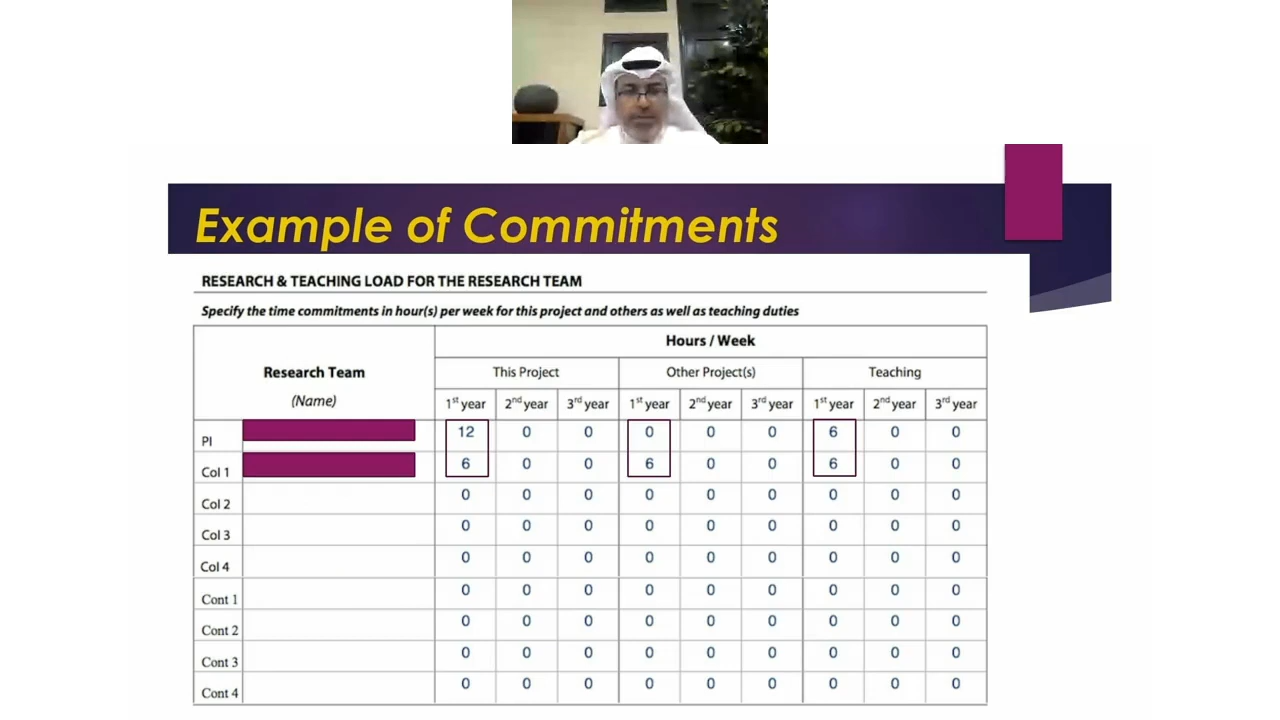 Example of Commitments
RESEARCH & TEACHING LOAD FOR THE RESEARCH TEAM
Specify the time commitments in hour(s) per week for this project and others as well as teaching duties
Research Team (Name) Hours / Week
This Project Other Project(s) Teaching
1st year 2nd year 3rd year 1st year 2nd year 3rd year 1st year 2nd year 3rd year
PI 12 0 0 0 0 0 6 0 0
Col 1 6 0 0 6 0 0 6 0 0
Col 2 0 0 0 0 0 0 0 0 0
Col 3 0 0 0 0 0 0 0 0 0
Col 4 0 0 0 0 0 0 0 0 0
Cont 1 0 0 0 0 0 0 0 0 0
Cont 2 0 0 0 0 0 0 0 0 0
Cont 3 0 0 0 0 0 0 0 0 0
Cont 4 0 0 0 0 0 0 0 0 0